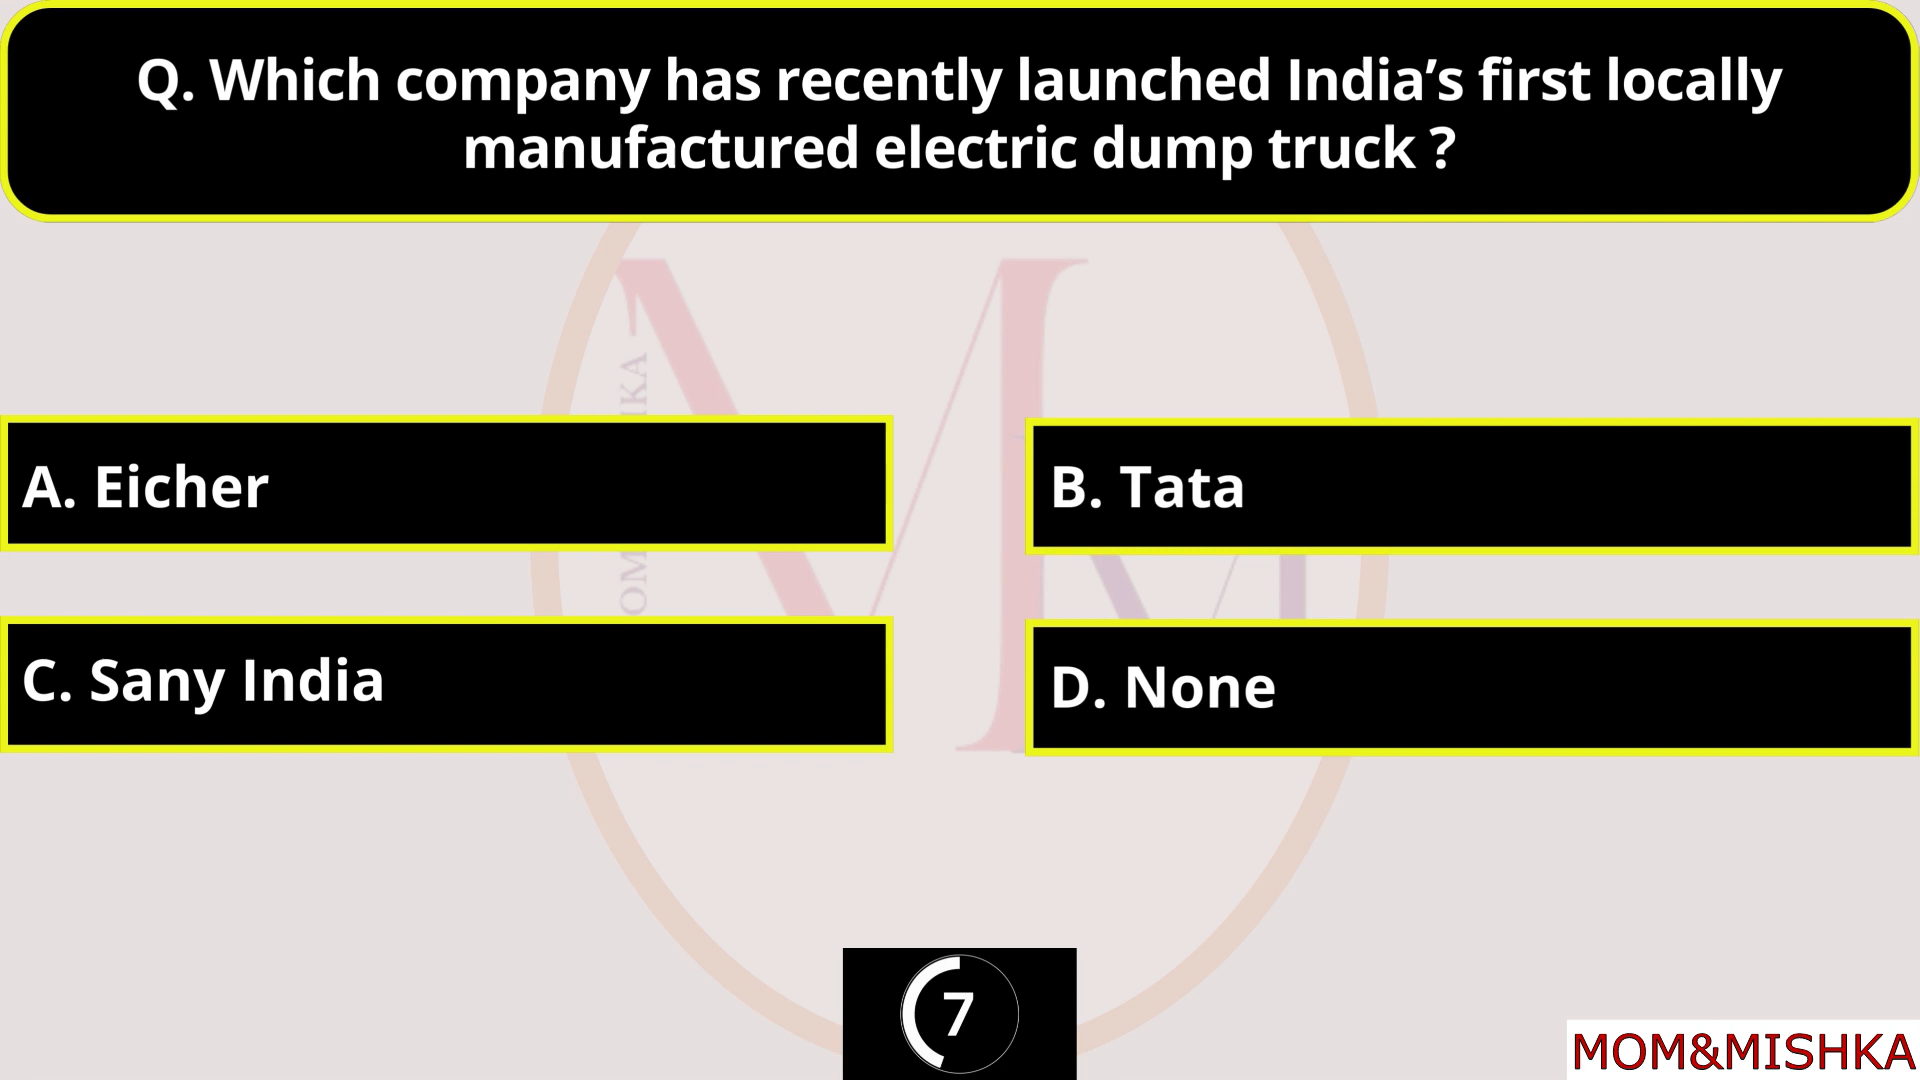 Q. Which company has recently launched India’s first locally
manufactured electric dump truck ?
A. Eicher
B. Tata
C. Sany India
D. None
7
MOM&MISHKA